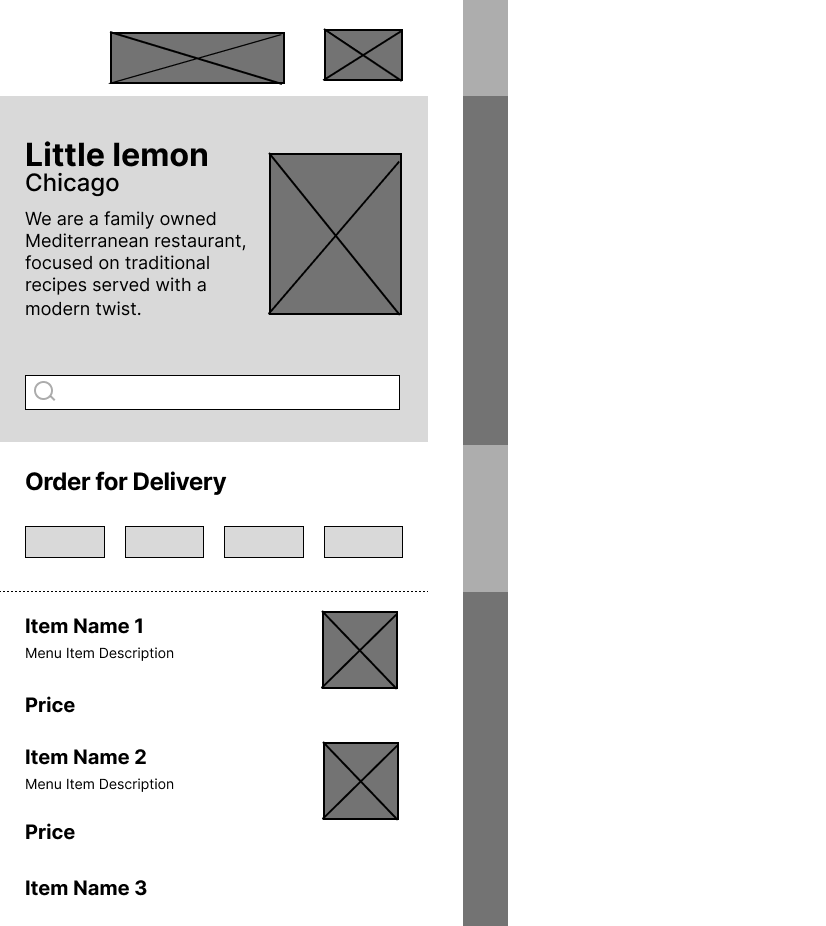 Little lemon
Chicago
We are a family owned
Mediterranean restaurant,
focused on traditional
recipes served with a
modern twist.
Order for Delivery
Item Name 1
Menu Item Description
Price
Item Name 2
Menu Item Description
Price
Item Name 3